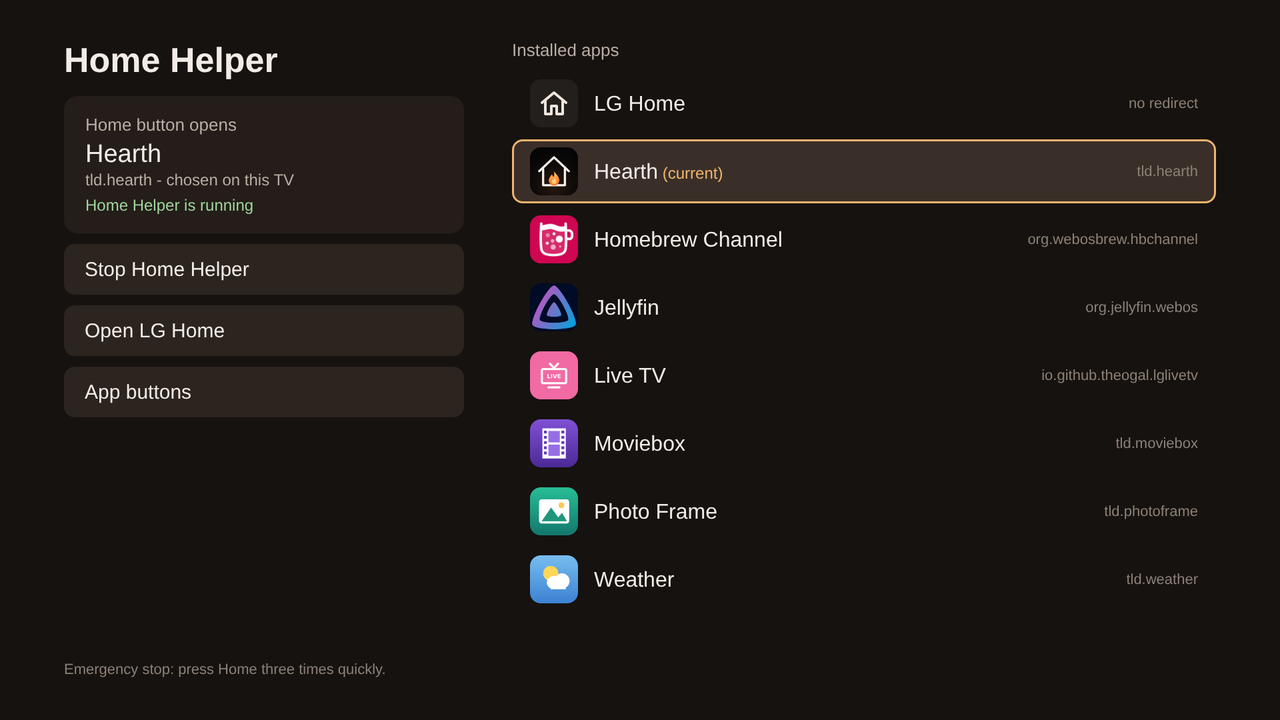 Home Helper
Home button opens
Hearth
tld.hearth - chosen on this TV
Home Helper is running
Stop Home Helper
Open LG Home
App buttons
Installed apps
LG Home no redirect
Hearth (current) tld.hearth
Homebrew Channel org.webosbrew.hbchannel
Jellyfin org.jellyfin.webos
LIVE
Live TV io.github.theogal.lglivetv
Moviebox tld.moviebox
Photo Frame tld.photoframe
Weather tld.weather
Emergency stop: press Home three times quickly.